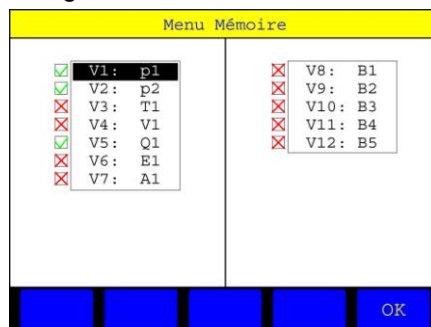 Menu Mémoire
V1: p1
V2: p2
V3: T1
V4: V1
V5: Q1
V6: E1
V7: A1
V8: B1
V9: B2
V10: B3
V11: B4
V12: B5
OK